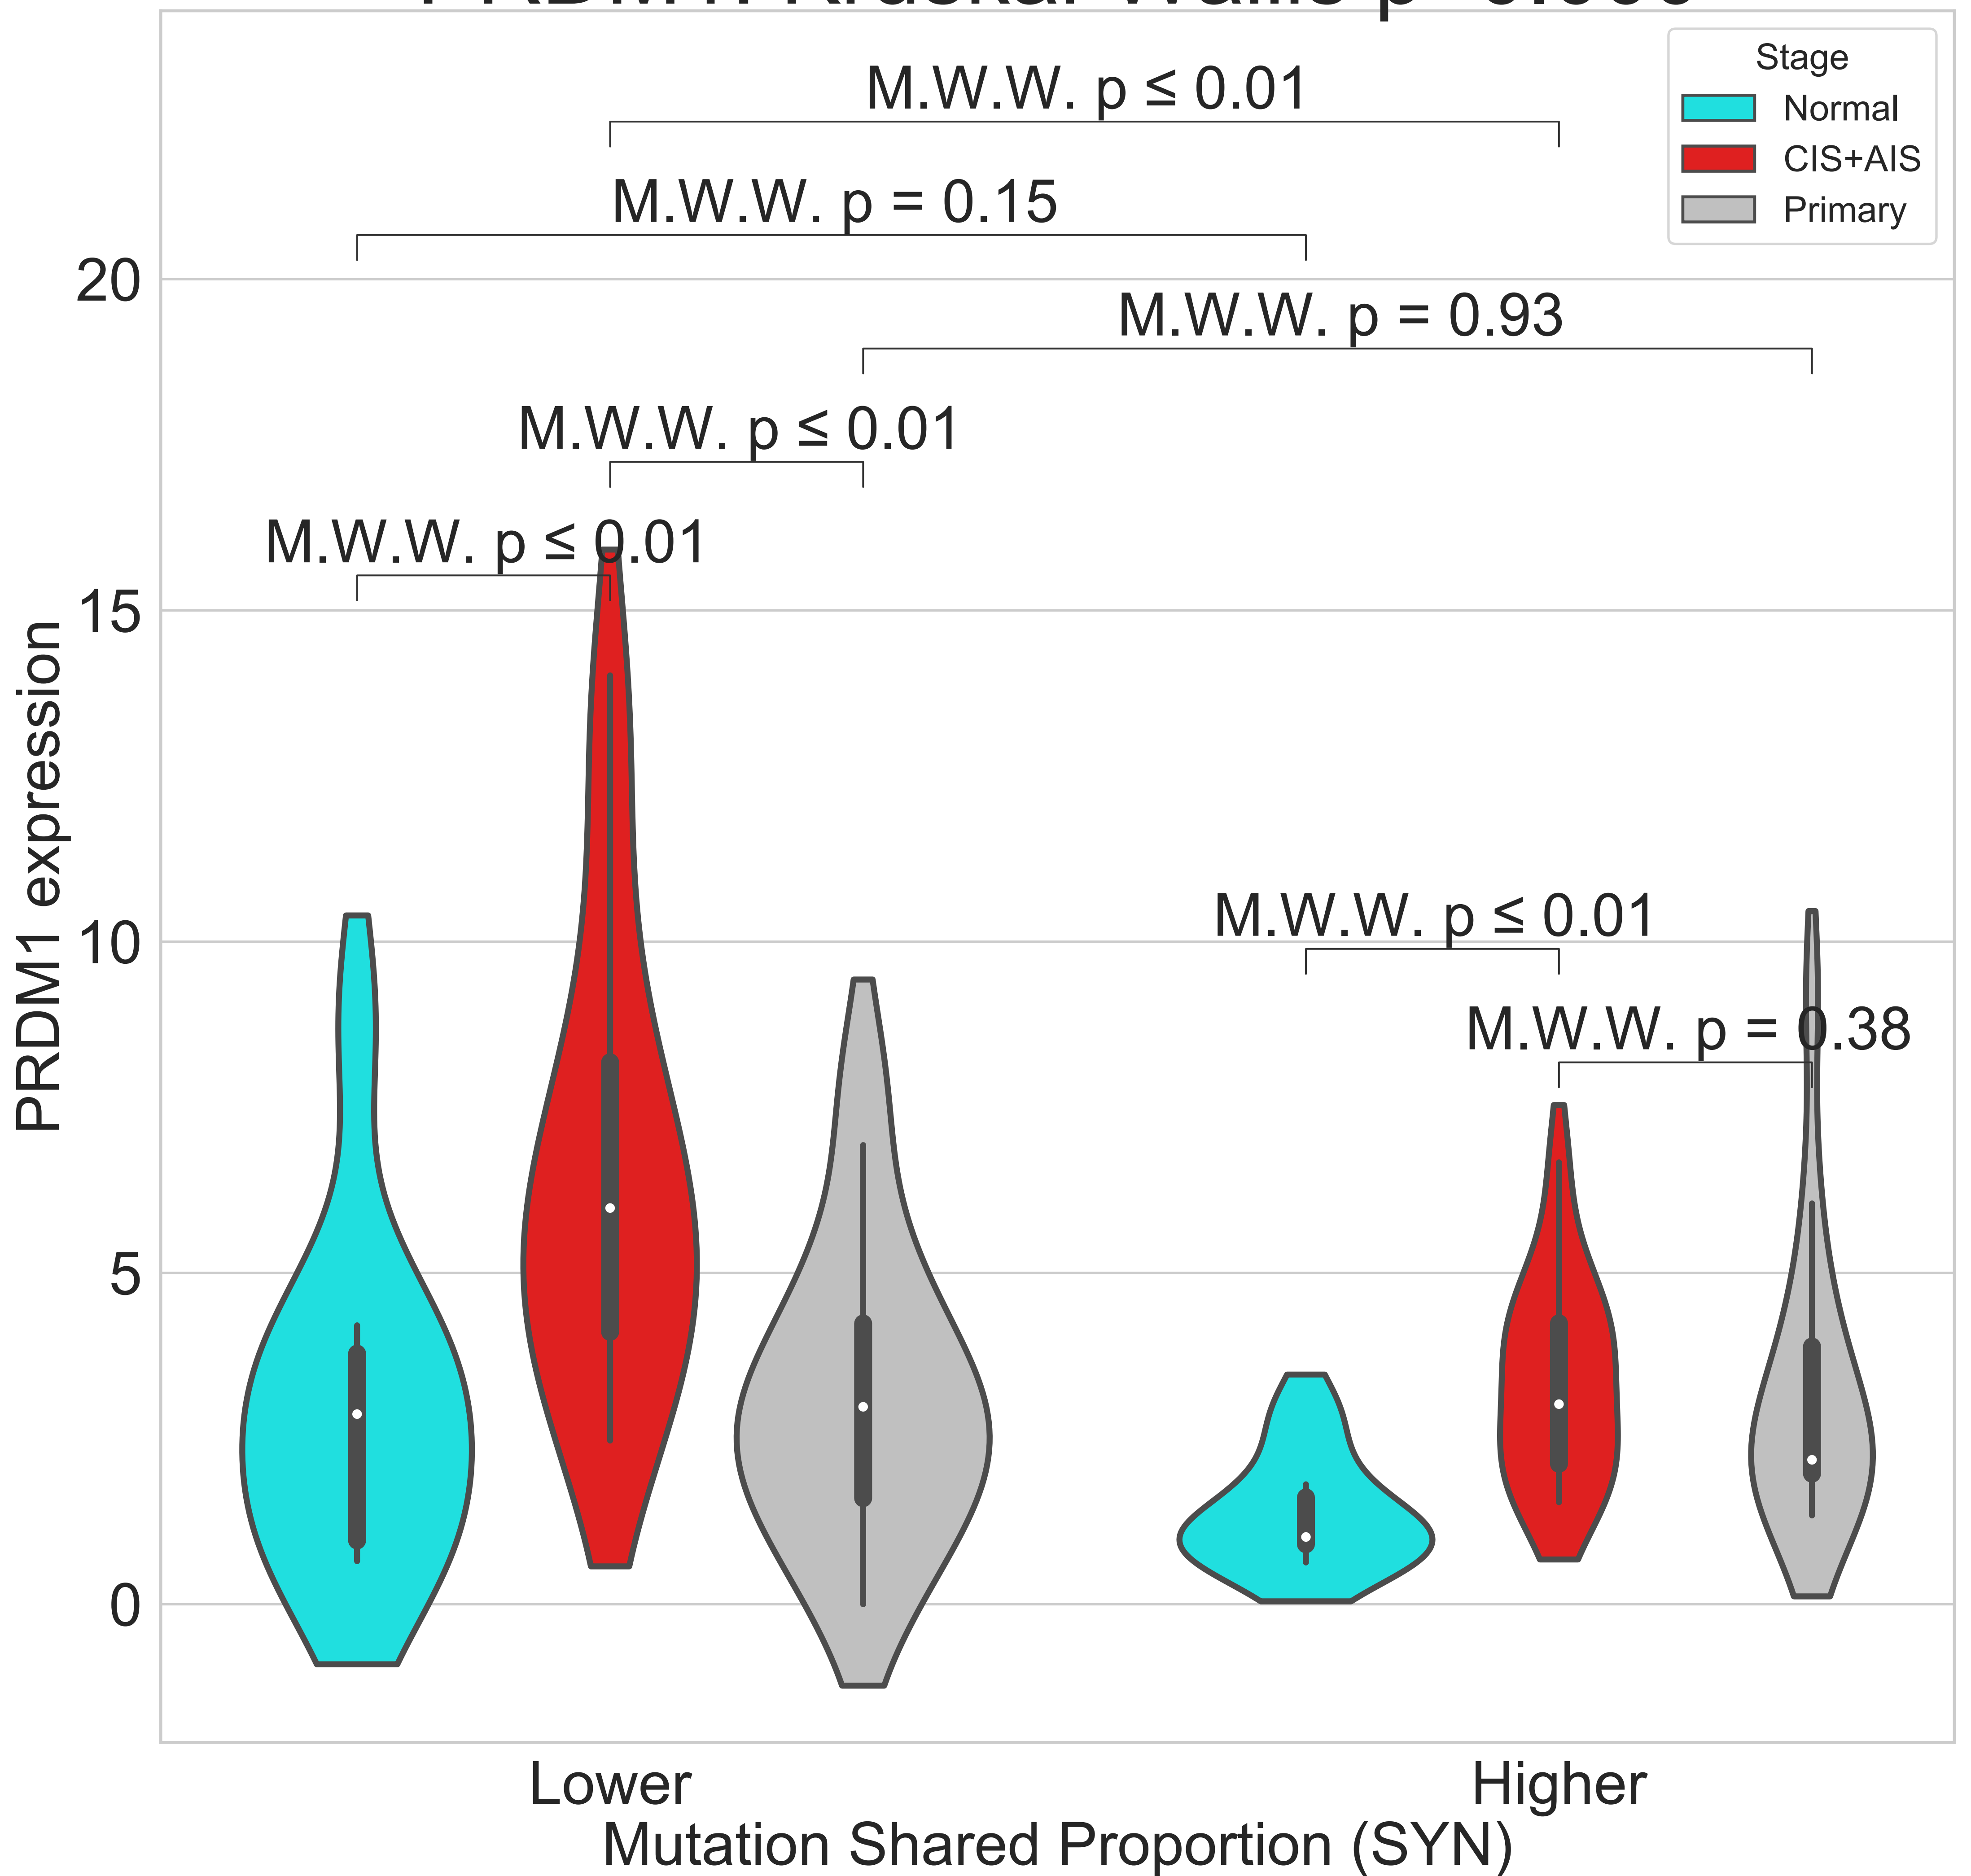 Stage
Normal
CIS+AIS
Primary
M.W.W. p ≤ 0.01
M.W.W. p = 0.15
M.W.W. p = 0.93
M.W.W. p ≤ 0.01
M.W.W. p ≤ 0.01
M.W.W. p ≤ 0.01
M.W.W. p = 0.38
PRDM1 expression
20
15
10
5
0
Lower
Higher
Mutation Shared Proportion (SYN)